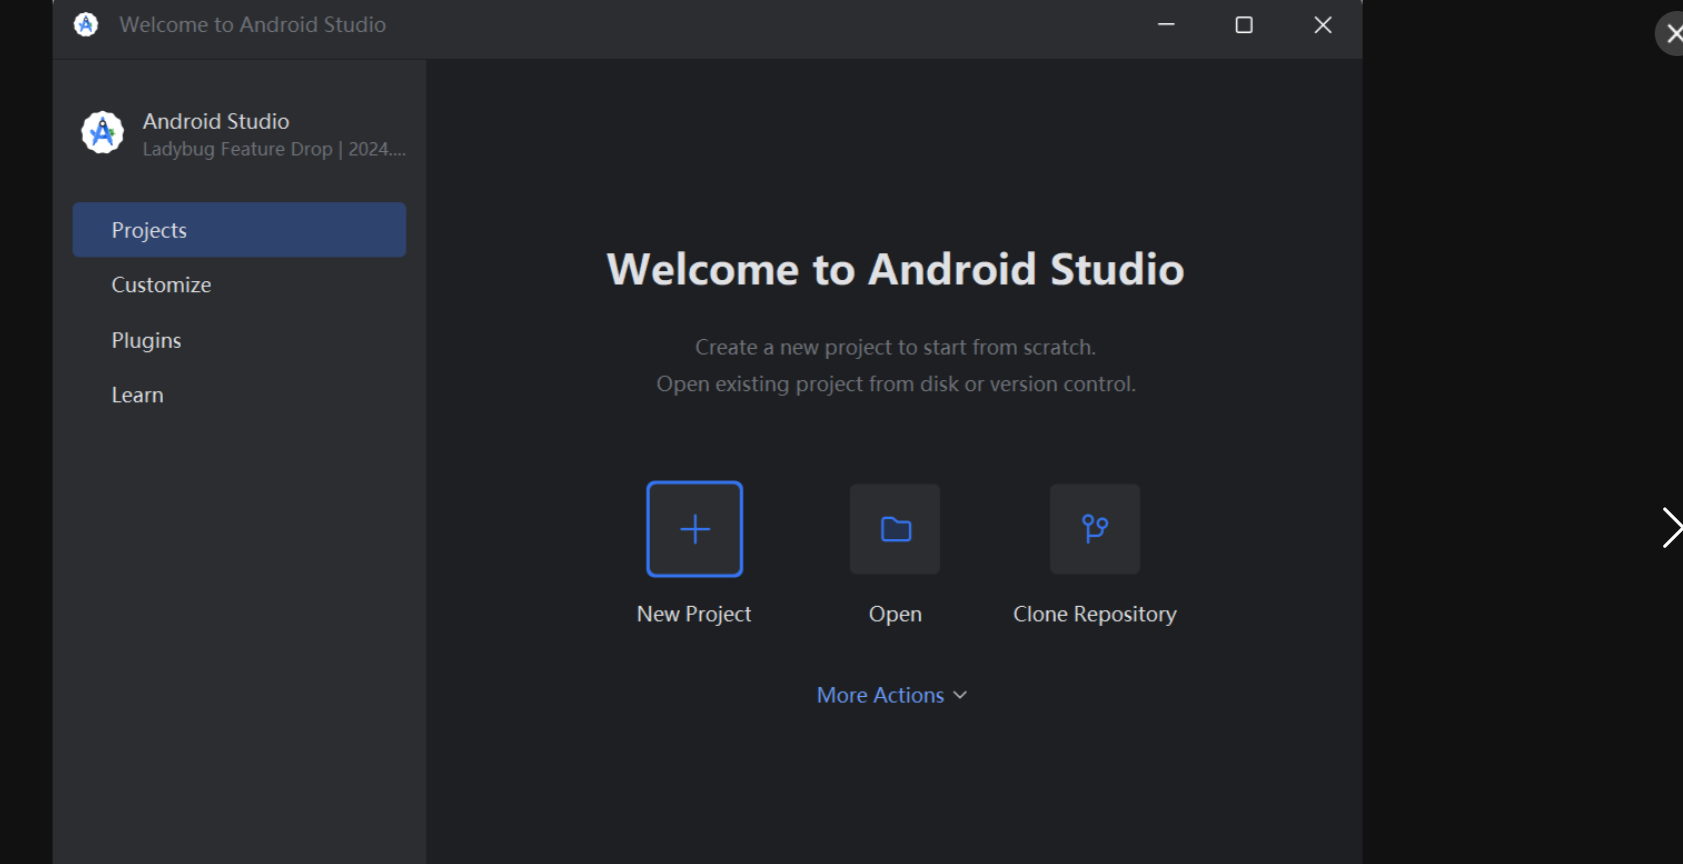 Welcome to Android Studio
Android Studio
Ladybug Feature Drop | 2024....
Projects
Customize
Plugins
Learn
Welcome to Android Studio
Create a new project to start from scratch.
Open existing project from disk or version control.
New Project
Open
Clone Repository
More Actions